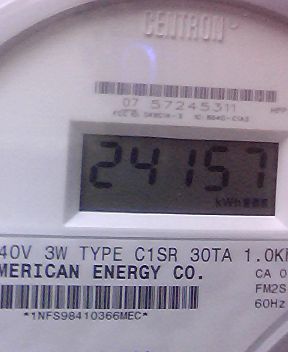 CENTRON
07 57245311
24157
kWh
40V 3W TYPE C1SR 30TA 1.0K
MERICAN ENERGY CO.
CA 0
FM2S
60Hz
*1NFS98410366MEC*